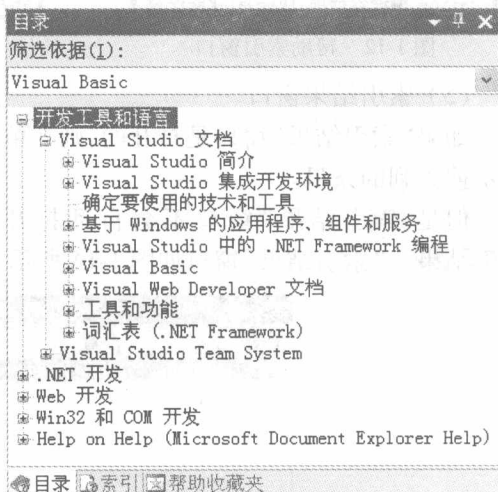 目录
筛选依据(I):
Visual Basic
开发工具和语言
Visual Studio 文档
Visual Studio 简介
Visual Studio 集成开发环境
确定要使用的技术和工具
基于 Windows 的应用程序、组件和服务
Visual Studio 中的 .NET Framework 编程
Visual Basic
Visual Web Developer 文档
工具和功能
词汇表 (.NET Framework)
Visual Studio Team System
.NET 开发
Web 开发
Win32 和 COM 开发
Help on Help (Microsoft Document Explorer Help)
目录 索引 帮助收藏夹